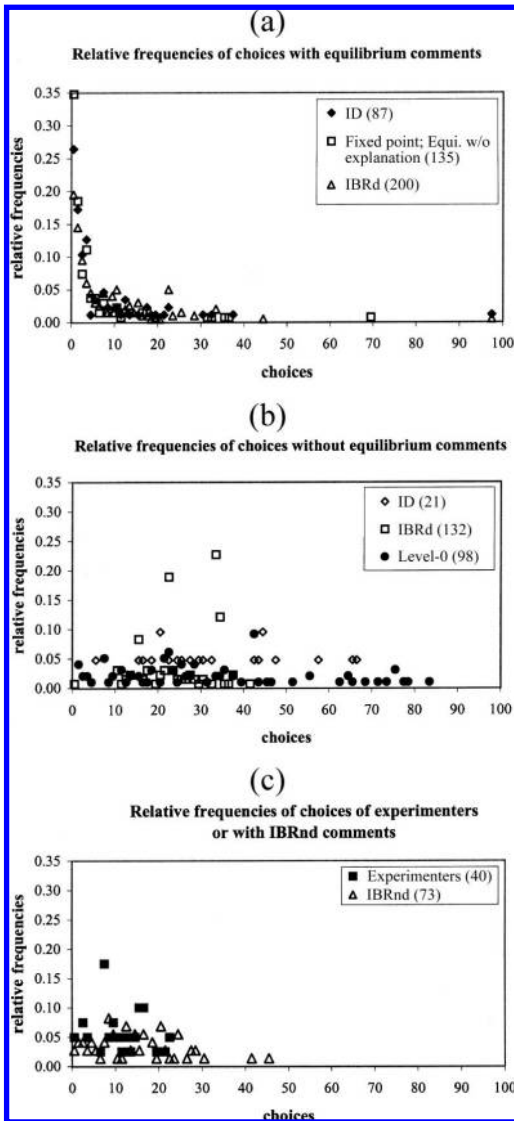 (a)
Relative frequencies of choices with equilibrium comments
0.35
0.30
0.25
0.20
0.15
0.10
0.05
0.00
relative frequencies
ID (87)
Fixed point; Equi. w/o
explanation (135)
IBRd (200)
0 10 20 30 40 50 60 70 80 90 100
choices
(b)
Relative frequencies of choices without equilibrium comments
0.35
0.30
0.25
0.20
0.15
0.10
0.05
0.00
relative frequencies
ID (21)
IBRd (132)
Level-0 (98)
0 10 20 30 40 50 60 70 80 90 100
choices
(c)
Relative frequencies of choices of experimenters
or with IBRnd comments
0.35
0.30
0.25
0.20
0.15
0.10
0.05
0.00
relative frequencies
Experimenters (40)
IBRnd (73)
0 10 20 30 40 50 60 70 80 90 100
choices